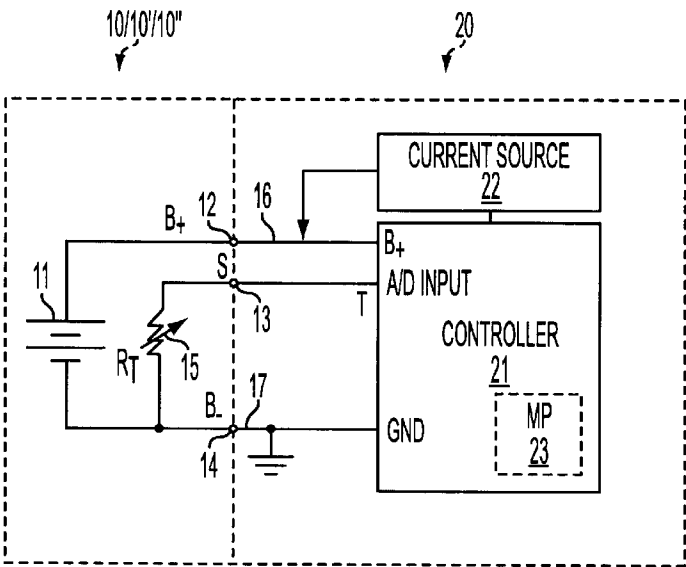 10/10'/10"
20
CURRENT SOURCE
22
12
16
B+
B+
S
A/D INPUT
11
13
T
CONTROLLER
RT
15
21
B-
17
MP
GND
23
14